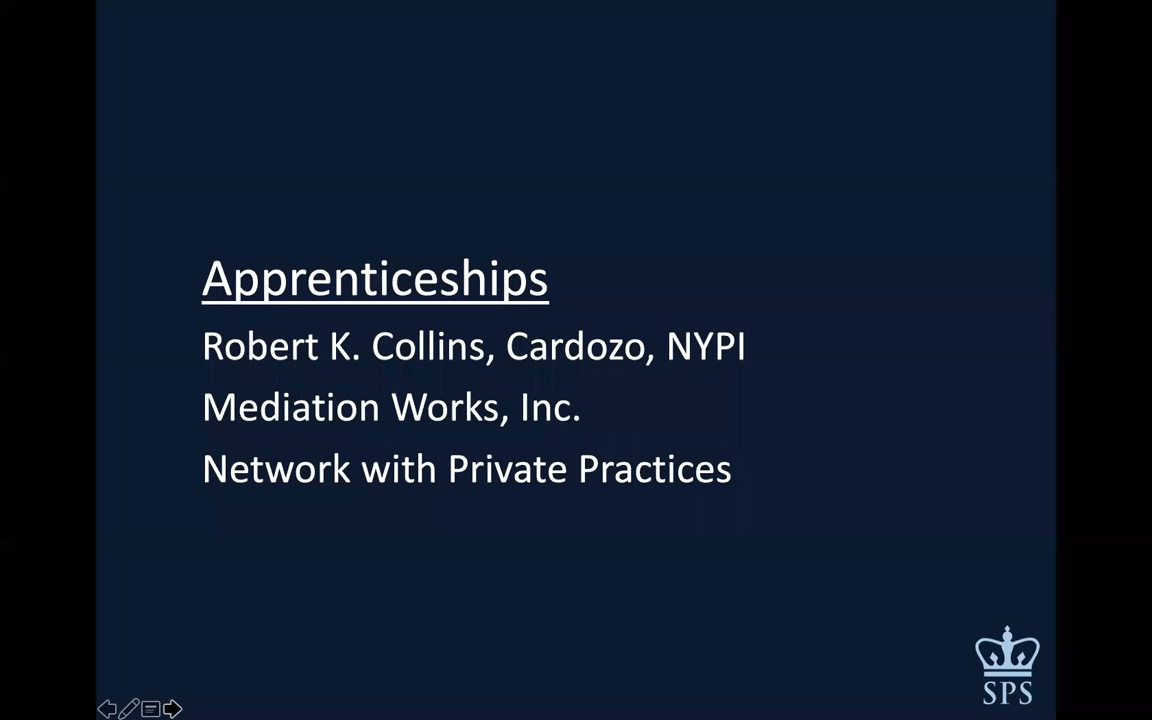 Apprenticeships
Robert K. Collins, Cardozo, NYPI
Mediation Works, Inc.
Network with Private Practices
SPS